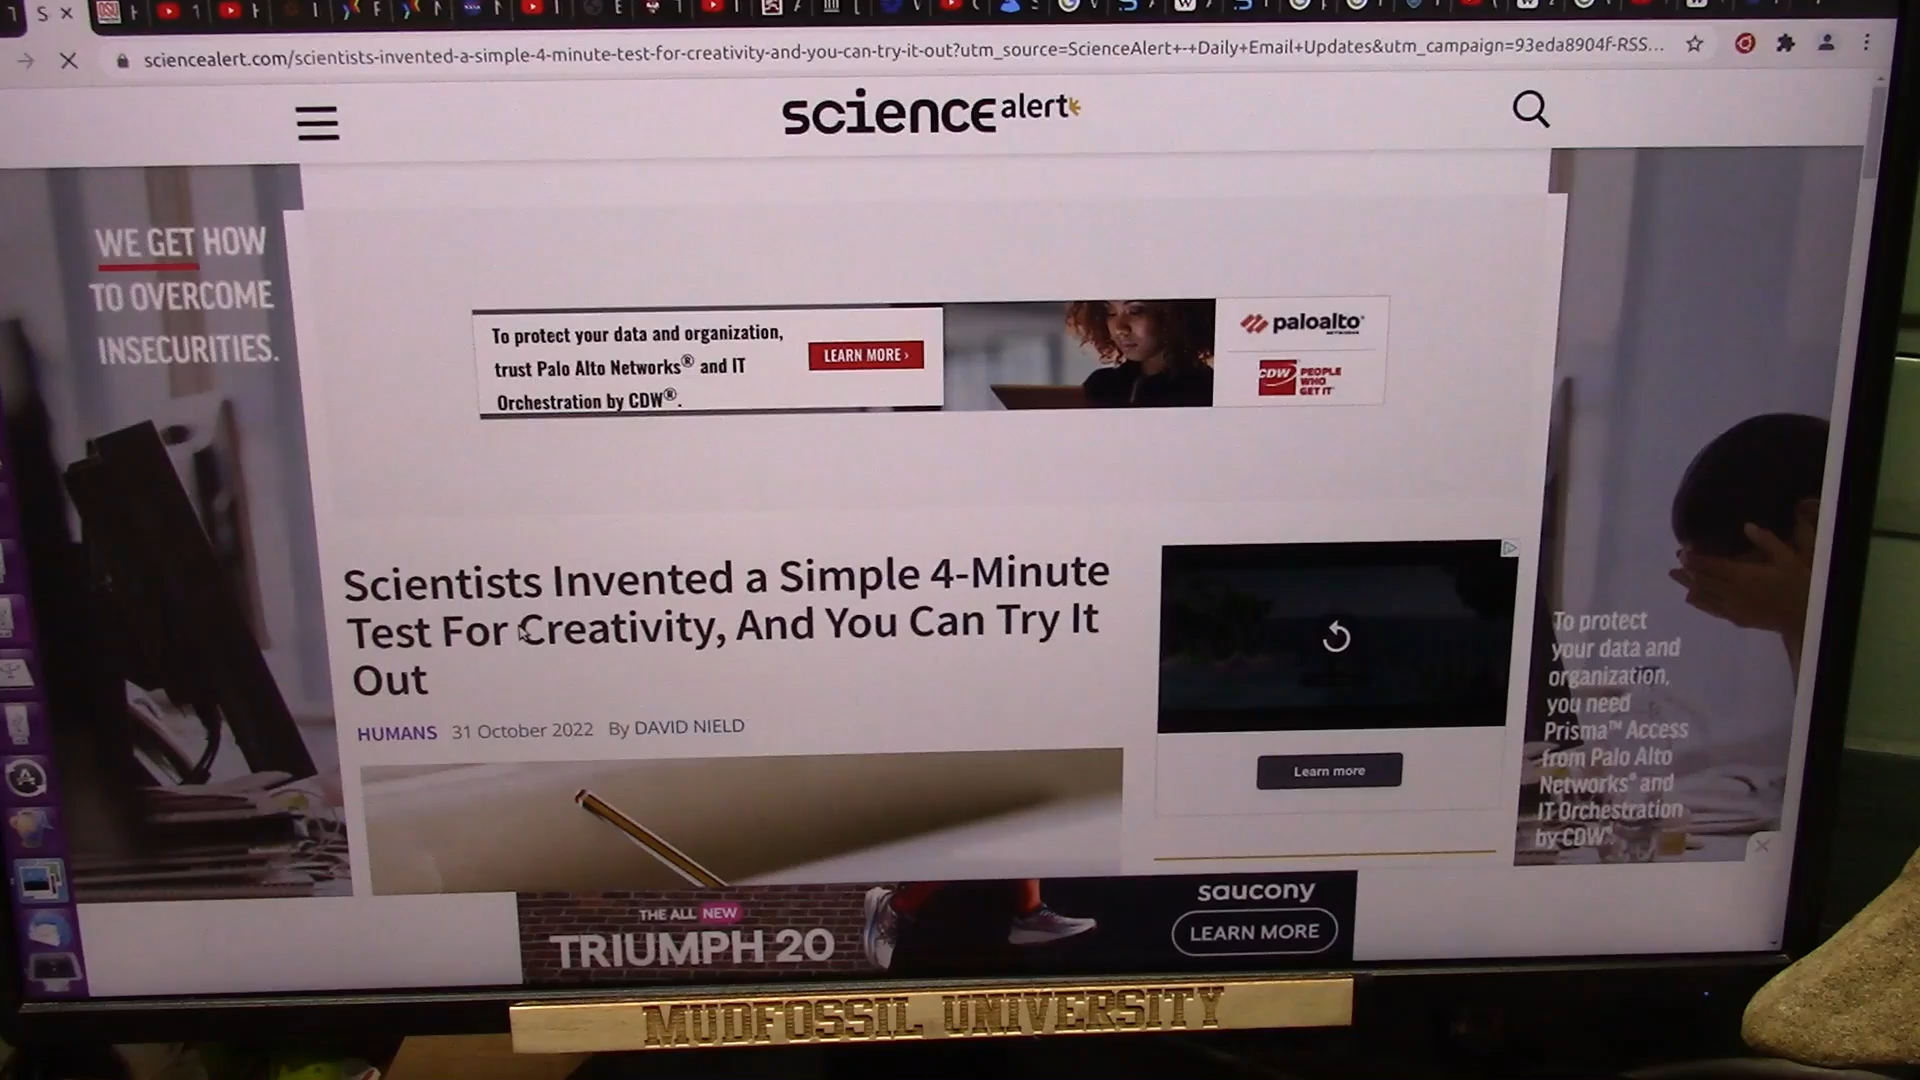 sciencealert.com/scientists-invented-a-simple-4-minute-test-for-creativity-and-you-can-try-it-out?utm_source=ScienceAlert+-+Daily+Email+Updates&utm_campaign=93eda8904f-RSS...
science alert
WE GET HOW
TO OVERCOME
INSECURITIES.
To protect your data and organization,
trust Palo Alto Networks® and IT
Orchestration by CDW®.
LEARN MORE ›
paloalto®
NETWORKS
CDW PEOPLE
WHO
GET IT
Scientists Invented a Simple 4-Minute
Test For Creativity, And You Can Try It
Out
HUMANS 31 October 2022 By DAVID NIELD
Learn more
To protect
your data and
organization,
you need
Prisma™ Access
from Palo Alto
Networks® and
IT Orchestration
by CDW®.
THE ALL NEW
TRIUMPH 20
saucony
LEARN MORE
MUDFOSSIL UNIVERSITY